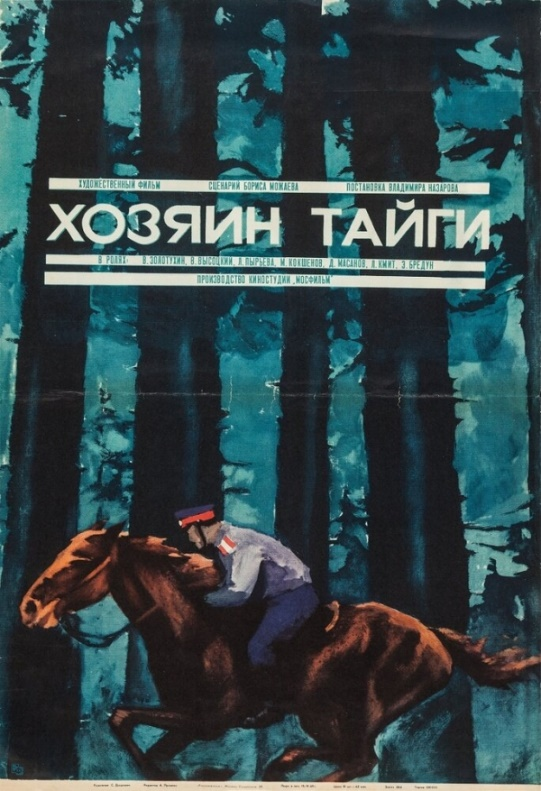 ХУДОЖЕСТВЕННЫЙ ФИЛЬМ СЦЕНАРИЙ БОРИСА МОЖАЕВА ПОСТАНОВКА ВЛАДИМИРА НАЗАРОВА
ХОЗЯИН ТАЙГИ
В РОЛЯХ: В. ЗОЛОТУХИН, В. ВЫСОЦКИЙ, Л. ПЫРЬЕВА, М. КОКШЕНОВ, Д. МАСАНОВ, Л. КМИТ, Э. БРЕДУН
ПРОИЗВОДСТВО КИНОСТУДИИ „МОСФИЛЬМ"